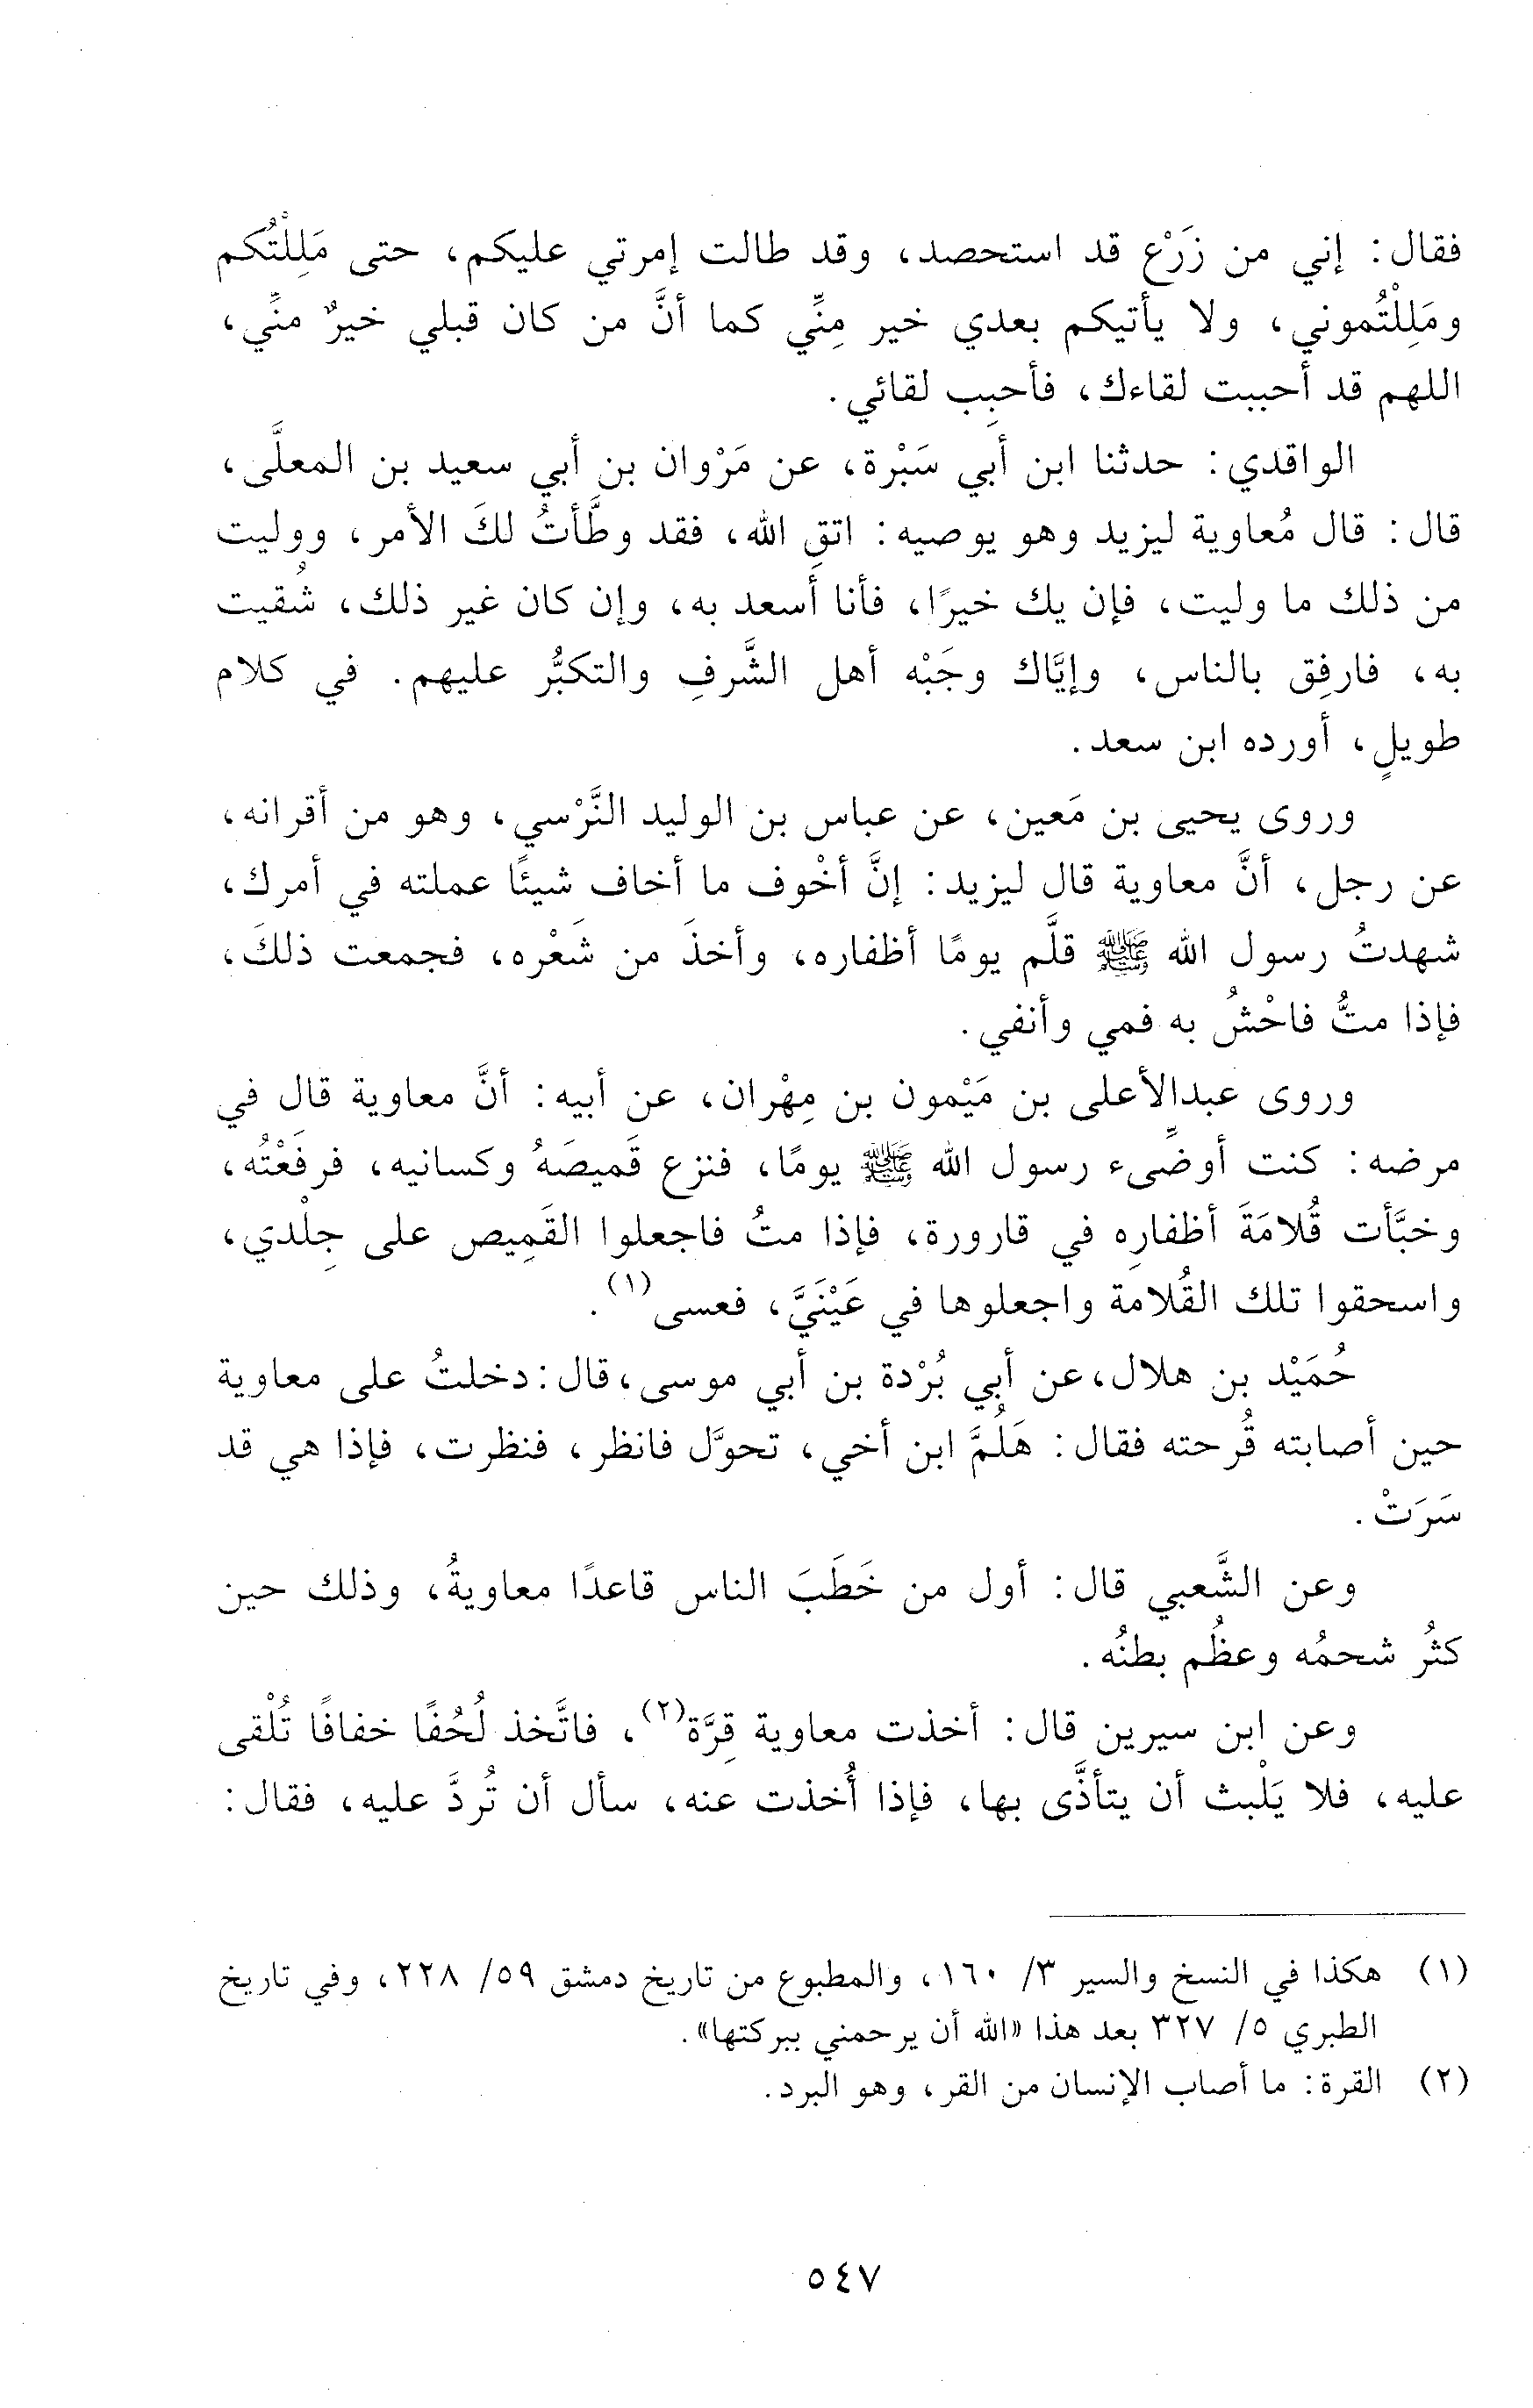 فقال: إني من زَرْع قد استحصد، وقد طالت إمرتي عليكم، حتى مَلِلْتُكم
ومَلِلْتُموني، ولا يأتيكم بعدي خير مِنِّي كما أنَّ من كان قبلي خيرٌ منِّي،
اللهم قد أحببت لقاءك، فأحبِب لقائي.
الواقدي: حدثنا ابن أبي سَبْرة، عن مَرْوان بن أبي سعيد بن المعلَّى،
قال: قال مُعاوية ليزيد وهو يوصيه: اتقِ الله، فقد وطَّأتُ لكَ الأمر، ووليت
من ذلك ما وليت، فإن يك خيرًا، فأنا أسعد به، وإن كان غير ذلك، شُقيت
به، فارفِق بالناس، وإيَّاك وجَبْه أهل الشَّرفِ والتكبُّر عليهم. في كلام
طويلٍ، أورده ابن سعد.
وروى يحيى بن مَعين، عن عباس بن الوليد النَّرْسي، وهو من أقرانه،
عن رجل، أنَّ معاوية قال ليزيد: إنَّ أخْوف ما أخاف شيئًا عملته في أمرك،
شهدتُ رسول الله ﷺ قلَّم يومًا أظفاره، وأخذَ من شَعْره، فجمعت ذلكَ،
فإذا متُّ فاحْشُ به فمي وأنفي.
وروى عبدالأعلى بن مَيْمون بن مِهْران، عن أبيه: أنَّ معاوية قال في
مرضه: كنت أوضِّىء رسول الله ﷺ يومًا، فنزع قَميصَهُ وكسانيه، فرفَعْتُه،
وخبَّأت قُلامَةَ أظفارِه في قارورة، فإذا متُ فاجعلوا القَمِيص على جِلْدي،
واسحقوا تلك القُلامة واجعلوها في عَيْنَيَّ، فعسى(١).
حُمَيْد بن هلال، عن أبي بُرْدة بن أبي موسى، قال: دخلتُ على معاوية
حين أصابته قُرحته فقال: هَلُمَّ ابن أخي، تحوَّل فانظر، فنظرت، فإذا هي قد
سَرَتْ.
وعن الشَّعبي قال: أول من خَطَبَ الناس قاعدًا معاويةُ، وذلك حين
كثُر شحمُه وعظُم بطنُه.
وعن ابن سيرين قال: أخذت معاوية قِرَّة(٢)، فاتَّخذ لُحُفًا خفافًا تُلْقى
عليه، فلا يَلْبث أن يتأذَّى بها، فإذا أُخذت عنه، سأل أن تُردَّ عليه، فقال:
(١) هكذا في النسخ والسير ٣/ ١٦٠، والمطبوع من تاريخ دمشق ٥٩/ ٢٢٨، وفي تاريخ
الطبري ٥/ ٣٢٧ بعد هذا «الله أن يرحمني ببركتها».
(٢) القرة: ما أصاب الإنسان من القر، وهو البرد.
٥٤٧